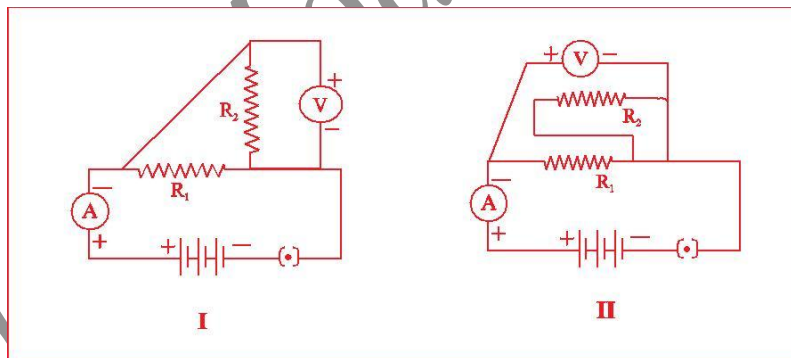 +
V
−
R₂
R₁
−
A
+
+ −
(•)
I
+ V −
R₂
R₁
−
A
+
+ −
(•)
II